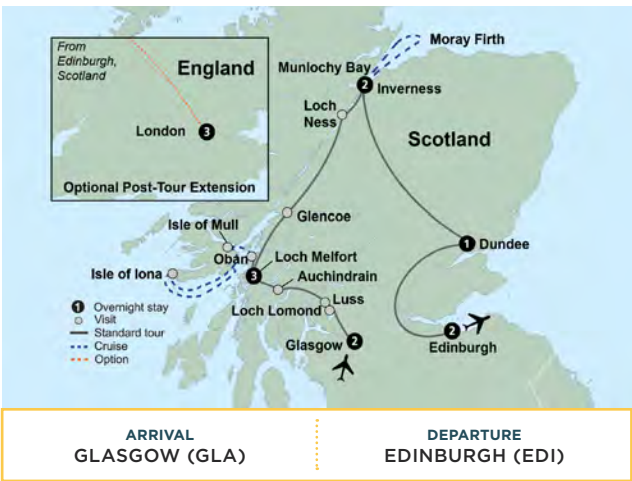 From
Edinburgh,
Scotland
England
London
3
Optional Post-Tour Extension
Moray Firth
Munlochy Bay
2
Inverness
Loch
Ness
Scotland
Glencoe
Isle of Mull
Oban
1
Dundee
Loch Melfort
Isle of Iona
3
Auchindrain
1 Overnight stay
Visit
Luss
Loch Lomond
Standard tour
Cruise
Option
Glasgow
2
2
Edinburgh
ARRIVAL
GLASGOW (GLA)
DEPARTURE
EDINBURGH (EDI)